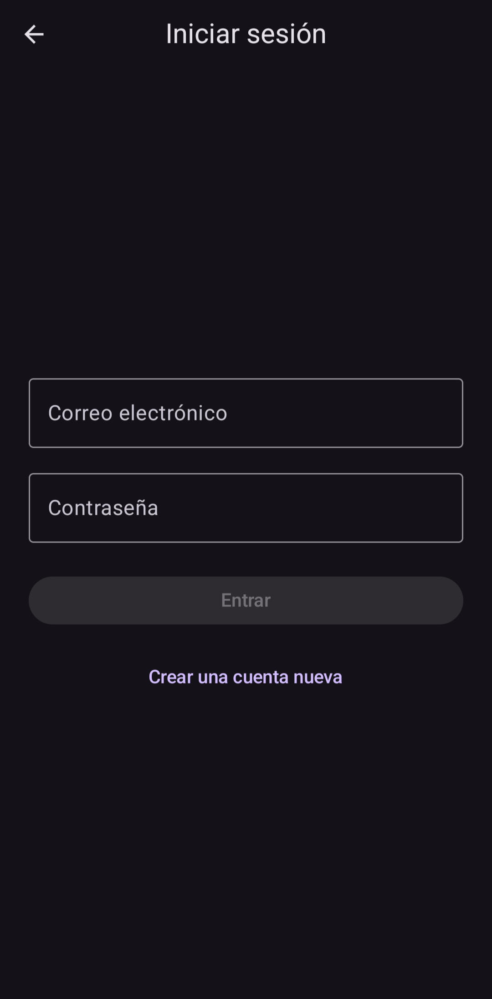 Iniciar sesión
Correo electrónico
Contraseña
Entrar
Crear una cuenta nueva